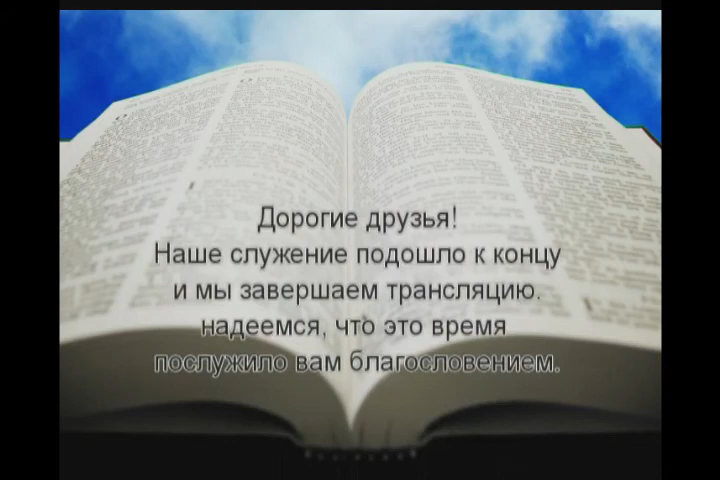 Дорогие друзья!
Наше служение подошло к концу
и мы завершаем трансляцию.
надеемся, что это время
послужило вам благословением.